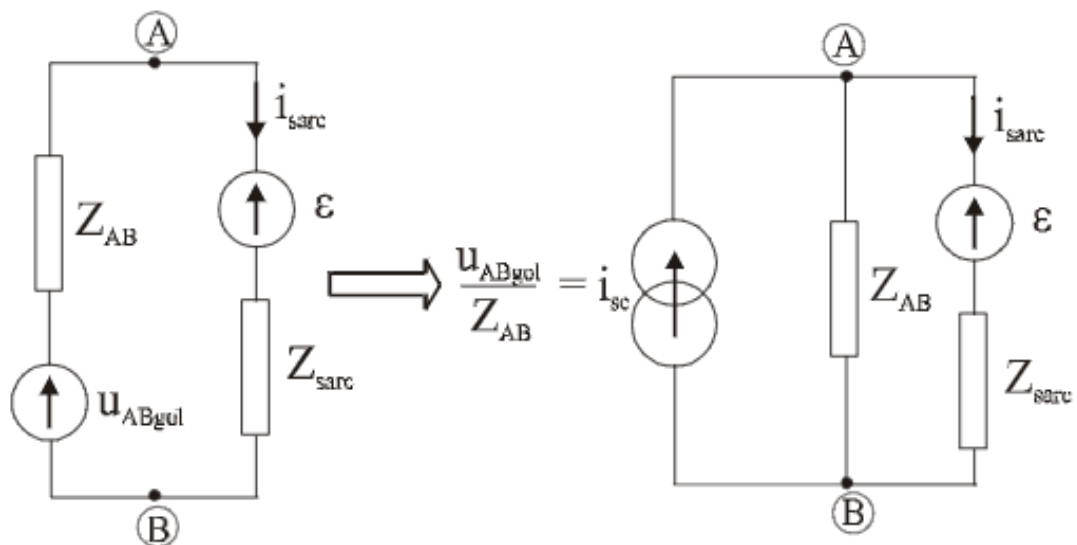 A
i_sarc
ε
Z_AB
Z_sarc
u_ABgol
B
u_ABgol / Z_AB = i_sc
A
i_sarc
ε
Z_AB
Z_sarc
B